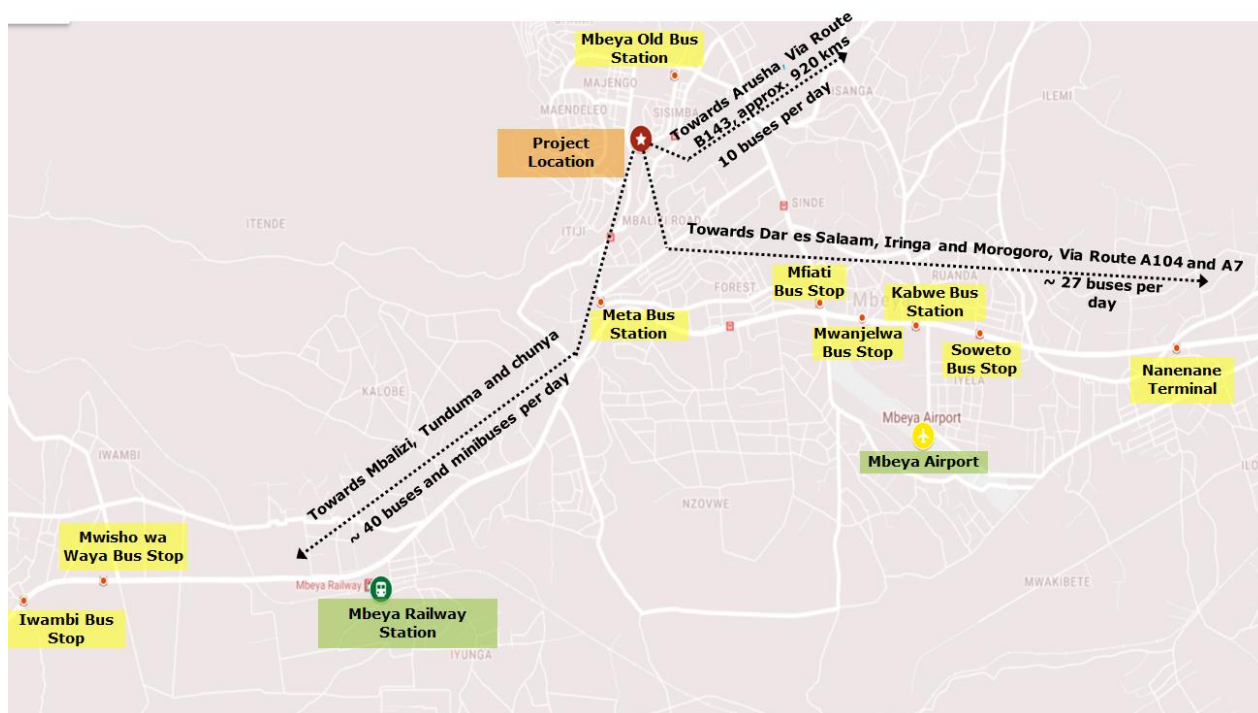 Mbeya Old Bus
Station
MAJENGO
MAENDELEO
SISIMBA
ISANGA
ILEMI
Towards Arusha, Via Route
B143, approx. 920 kms
10 buses per day
Project
Location
ITENDE
ITIJI
MBALIZI ROAD
SINDE
Towards Dar es Salaam, Iringa and Morogoro, Via Route A104 and A7
~ 27 buses per
day
RUANDA
FOREST
Mfiati
Bus Stop
Kabwe Bus
Station
Meta Bus
Station
Mwanjelwa
Bus Stop
Soweto
Bus Stop
Nanenane
Terminal
IYELA
KALOBE
Mbeya Airport
Mbeya Airport
Towards Mbalizi, Tunduma and chunya
~ 40 buses and minibuses per day
IWAMBI
NZOVWE
Mwisho wa
Waya Bus Stop
Mbeya Railway
MWAKIBETE
Iwambi Bus
Stop
Mbeya Railway
Station
IYUNGA